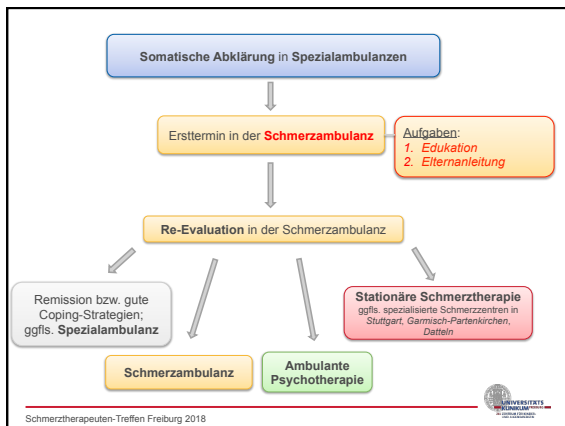 Somatische Abklärung in Spezialambulanzen
Ersttermin in der Schmerzambulanz
Aufgaben:
1. Edukation
2. Elternanleitung
Re-Evaluation in der Schmerzambulanz
Remission bzw. gute
Coping-Strategien;
ggfls. Spezialambulanz
Schmerzambulanz
Ambulante
Psychotherapie
Stationäre Schmerztherapie
ggfls. spezialisierte Schmerzzentren in
Stuttgart, Garmisch-Partenkirchen,
Datteln
Schmerztherapeuten-Treffen Freiburg 2018
UNIVERSITÄTS
KLINIKUM FREIBURG